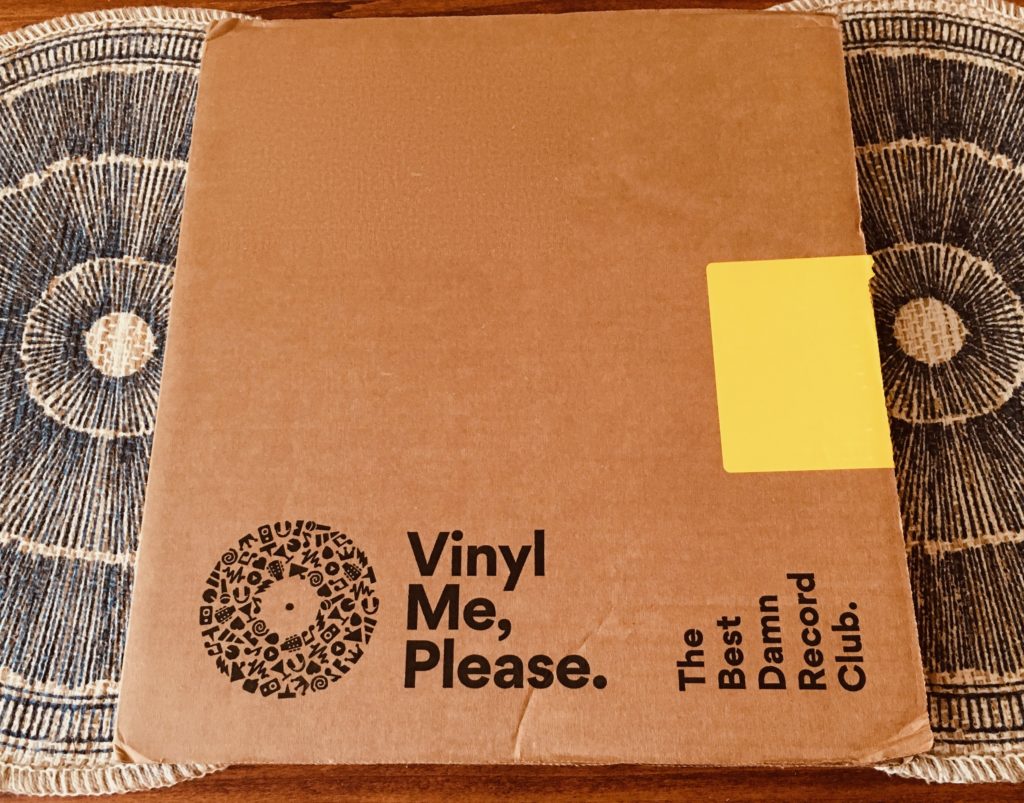 Vinyl
Me,
Please.
The
Best
Damn
Record
Club.